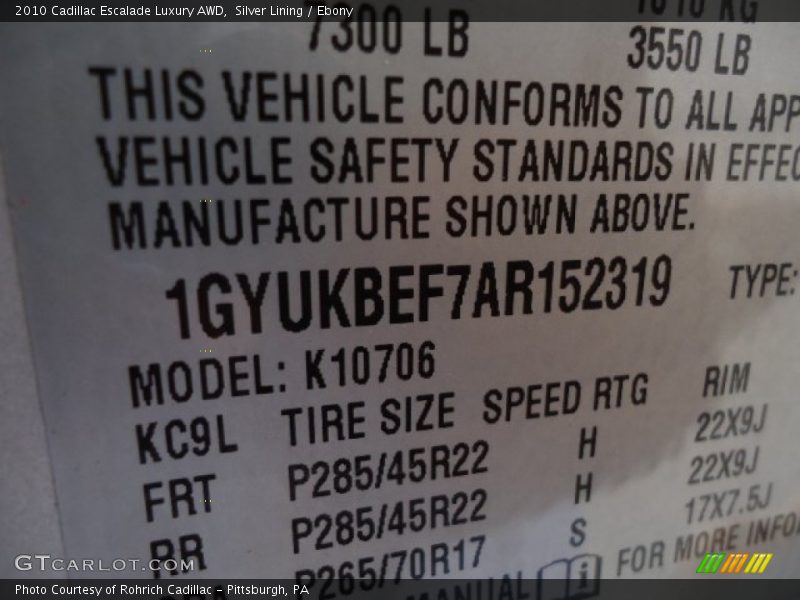 2010 Cadillac Escalade Luxury AWD, Silver Lining / Ebony
7300 LB 3550 LB
THIS VEHICLE CONFORMS TO ALL APP
VEHICLE SAFETY STANDARDS IN EFFEC
MANUFACTURE SHOWN ABOVE.
1GYUKBEF7AR152319 TYPE:
MODEL: K10706
KC9L TIRE SIZE SPEED RTG RIM
FRT P285/45R22 H 22X9J
RR P285/45R22 H 22X9J
P265/70R17 S 17X7.5J
MANUAL FOR MORE INFO
GTCARLOT.COM
Photo Courtesy of Rohrich Cadillac – Pittsburgh, PA